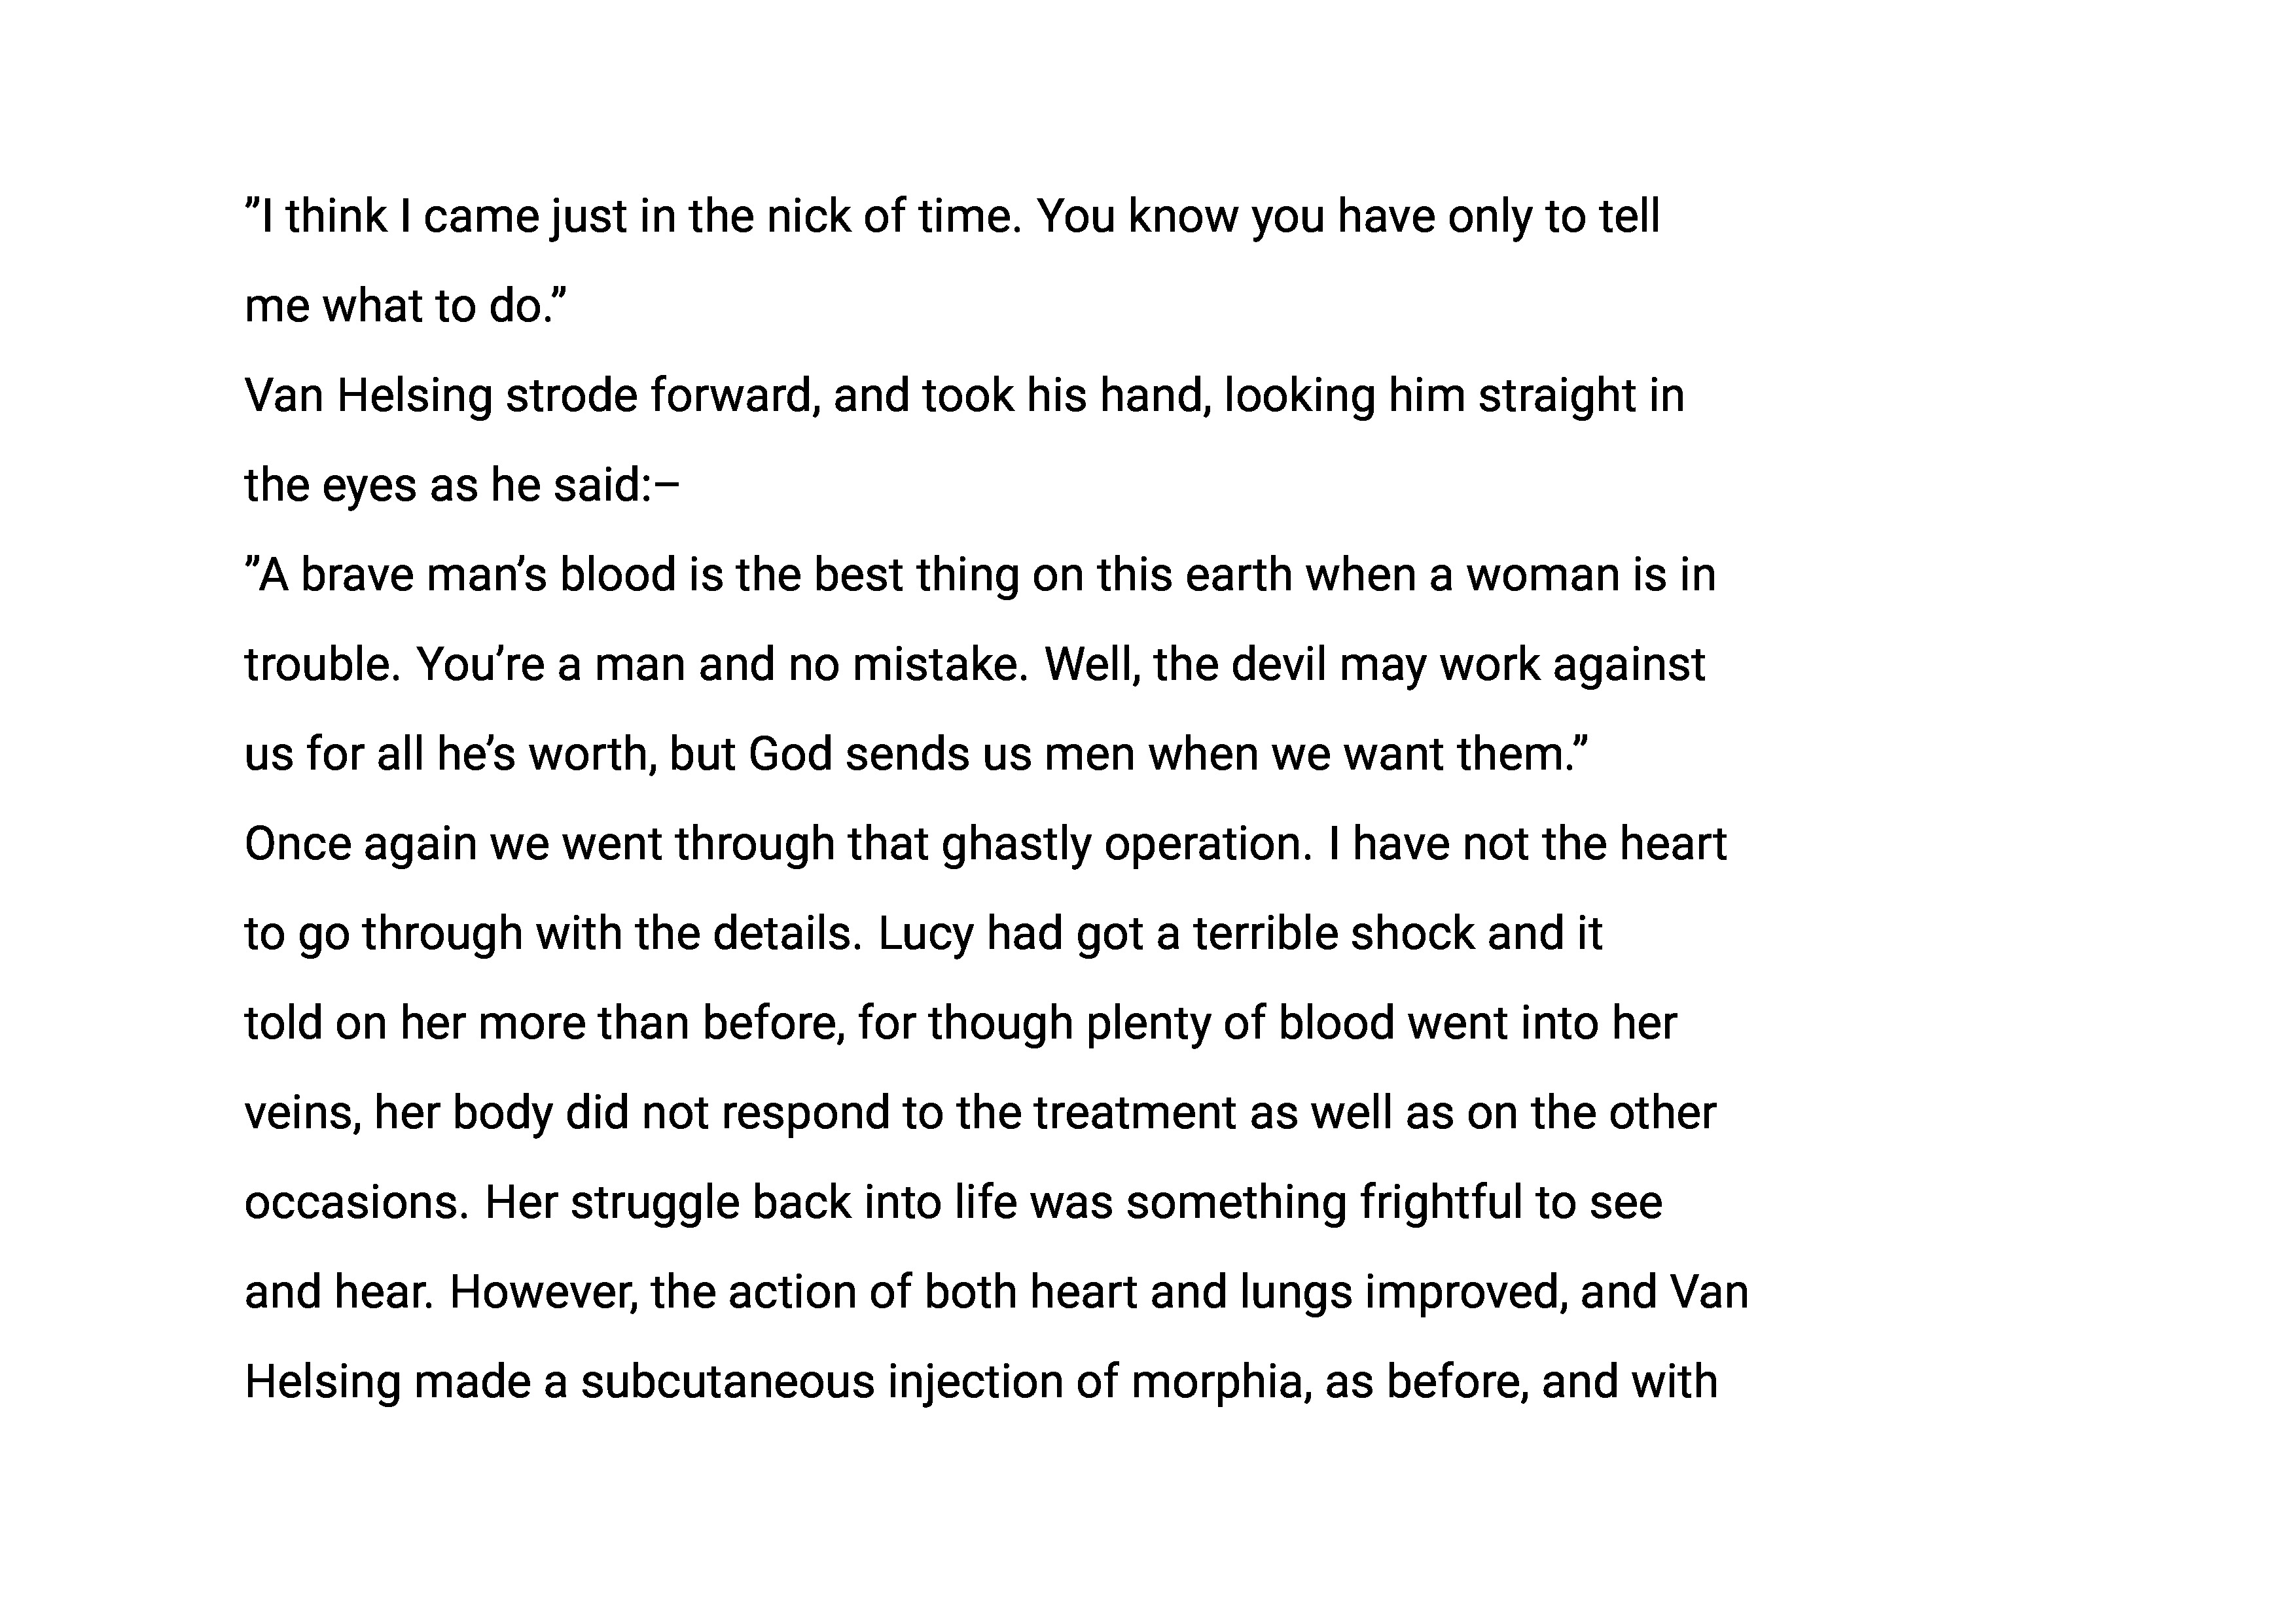 ”I think I came just in the nick of time. You know you have only to tell
me what to do.”
Van Helsing strode forward, and took his hand, looking him straight in
the eyes as he said:–
”A brave man’s blood is the best thing on this earth when a woman is in
trouble. You’re a man and no mistake. Well, the devil may work against
us for all he’s worth, but God sends us men when we want them.”
Once again we went through that ghastly operation. I have not the heart
to go through with the details. Lucy had got a terrible shock and it
told on her more than before, for though plenty of blood went into her
veins, her body did not respond to the treatment as well as on the other
occasions. Her struggle back into life was something frightful to see
and hear. However, the action of both heart and lungs improved, and Van
Helsing made a subcutaneous injection of morphia, as before, and with